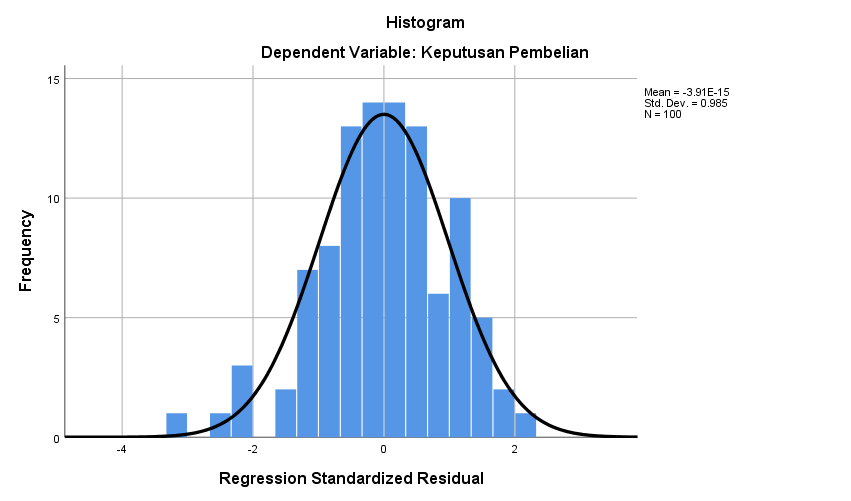 Histogram
Dependent Variable: Keputusan Pembelian
Mean = -3.91E-15
Std. Dev. = 0.985
N = 100
Frequency
15
10
5
0
-4
-2
0
2
Regression Standardized Residual